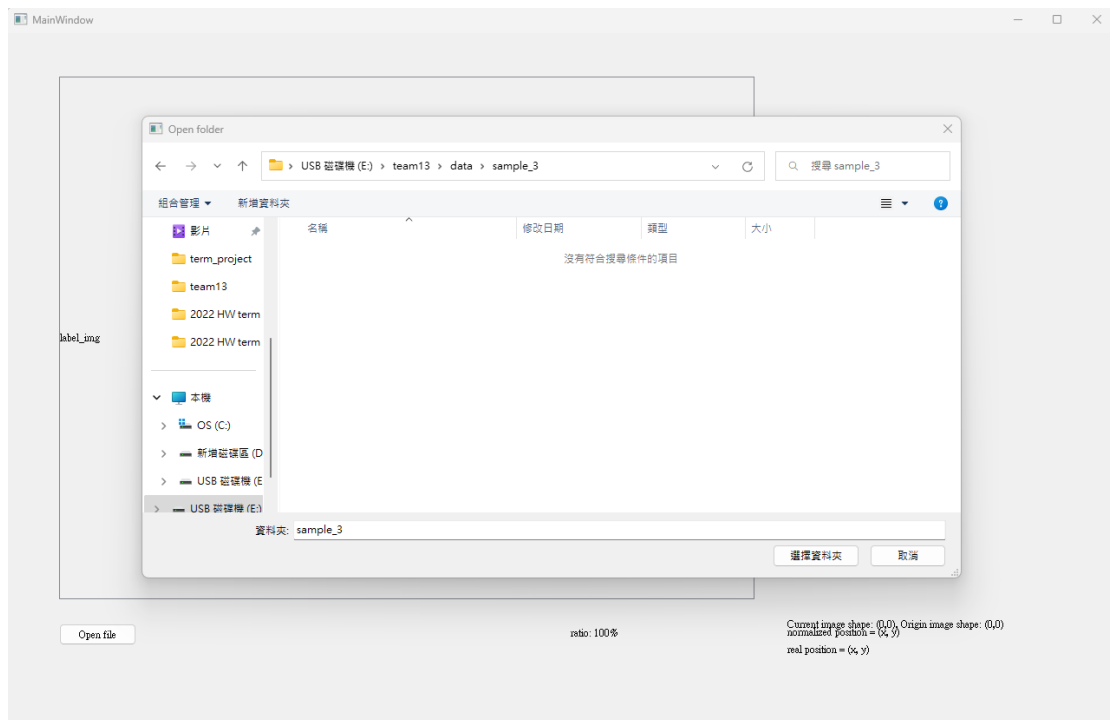 MainWindow
Open folder
USB 磁碟機 (E:) > team13 > data > sample_3
搜尋 sample_3
組合管理
新增資料夾
名稱
修改日期
類型
大小
沒有符合搜尋條件的項目
影片
term_project
team13
2022 HW term
2022 HW term
本機
OS (C:)
新增磁碟區 (D
USB 磁碟機 (E
USB 磁碟機 (E:)
資料夾: sample_3
選擇資料夾
取消
label_img
Open file
ratio: 100%
Current image shape: (0,0), Origin image shape: (0,0)
normalized position = (x, y)
real position = (x, y)